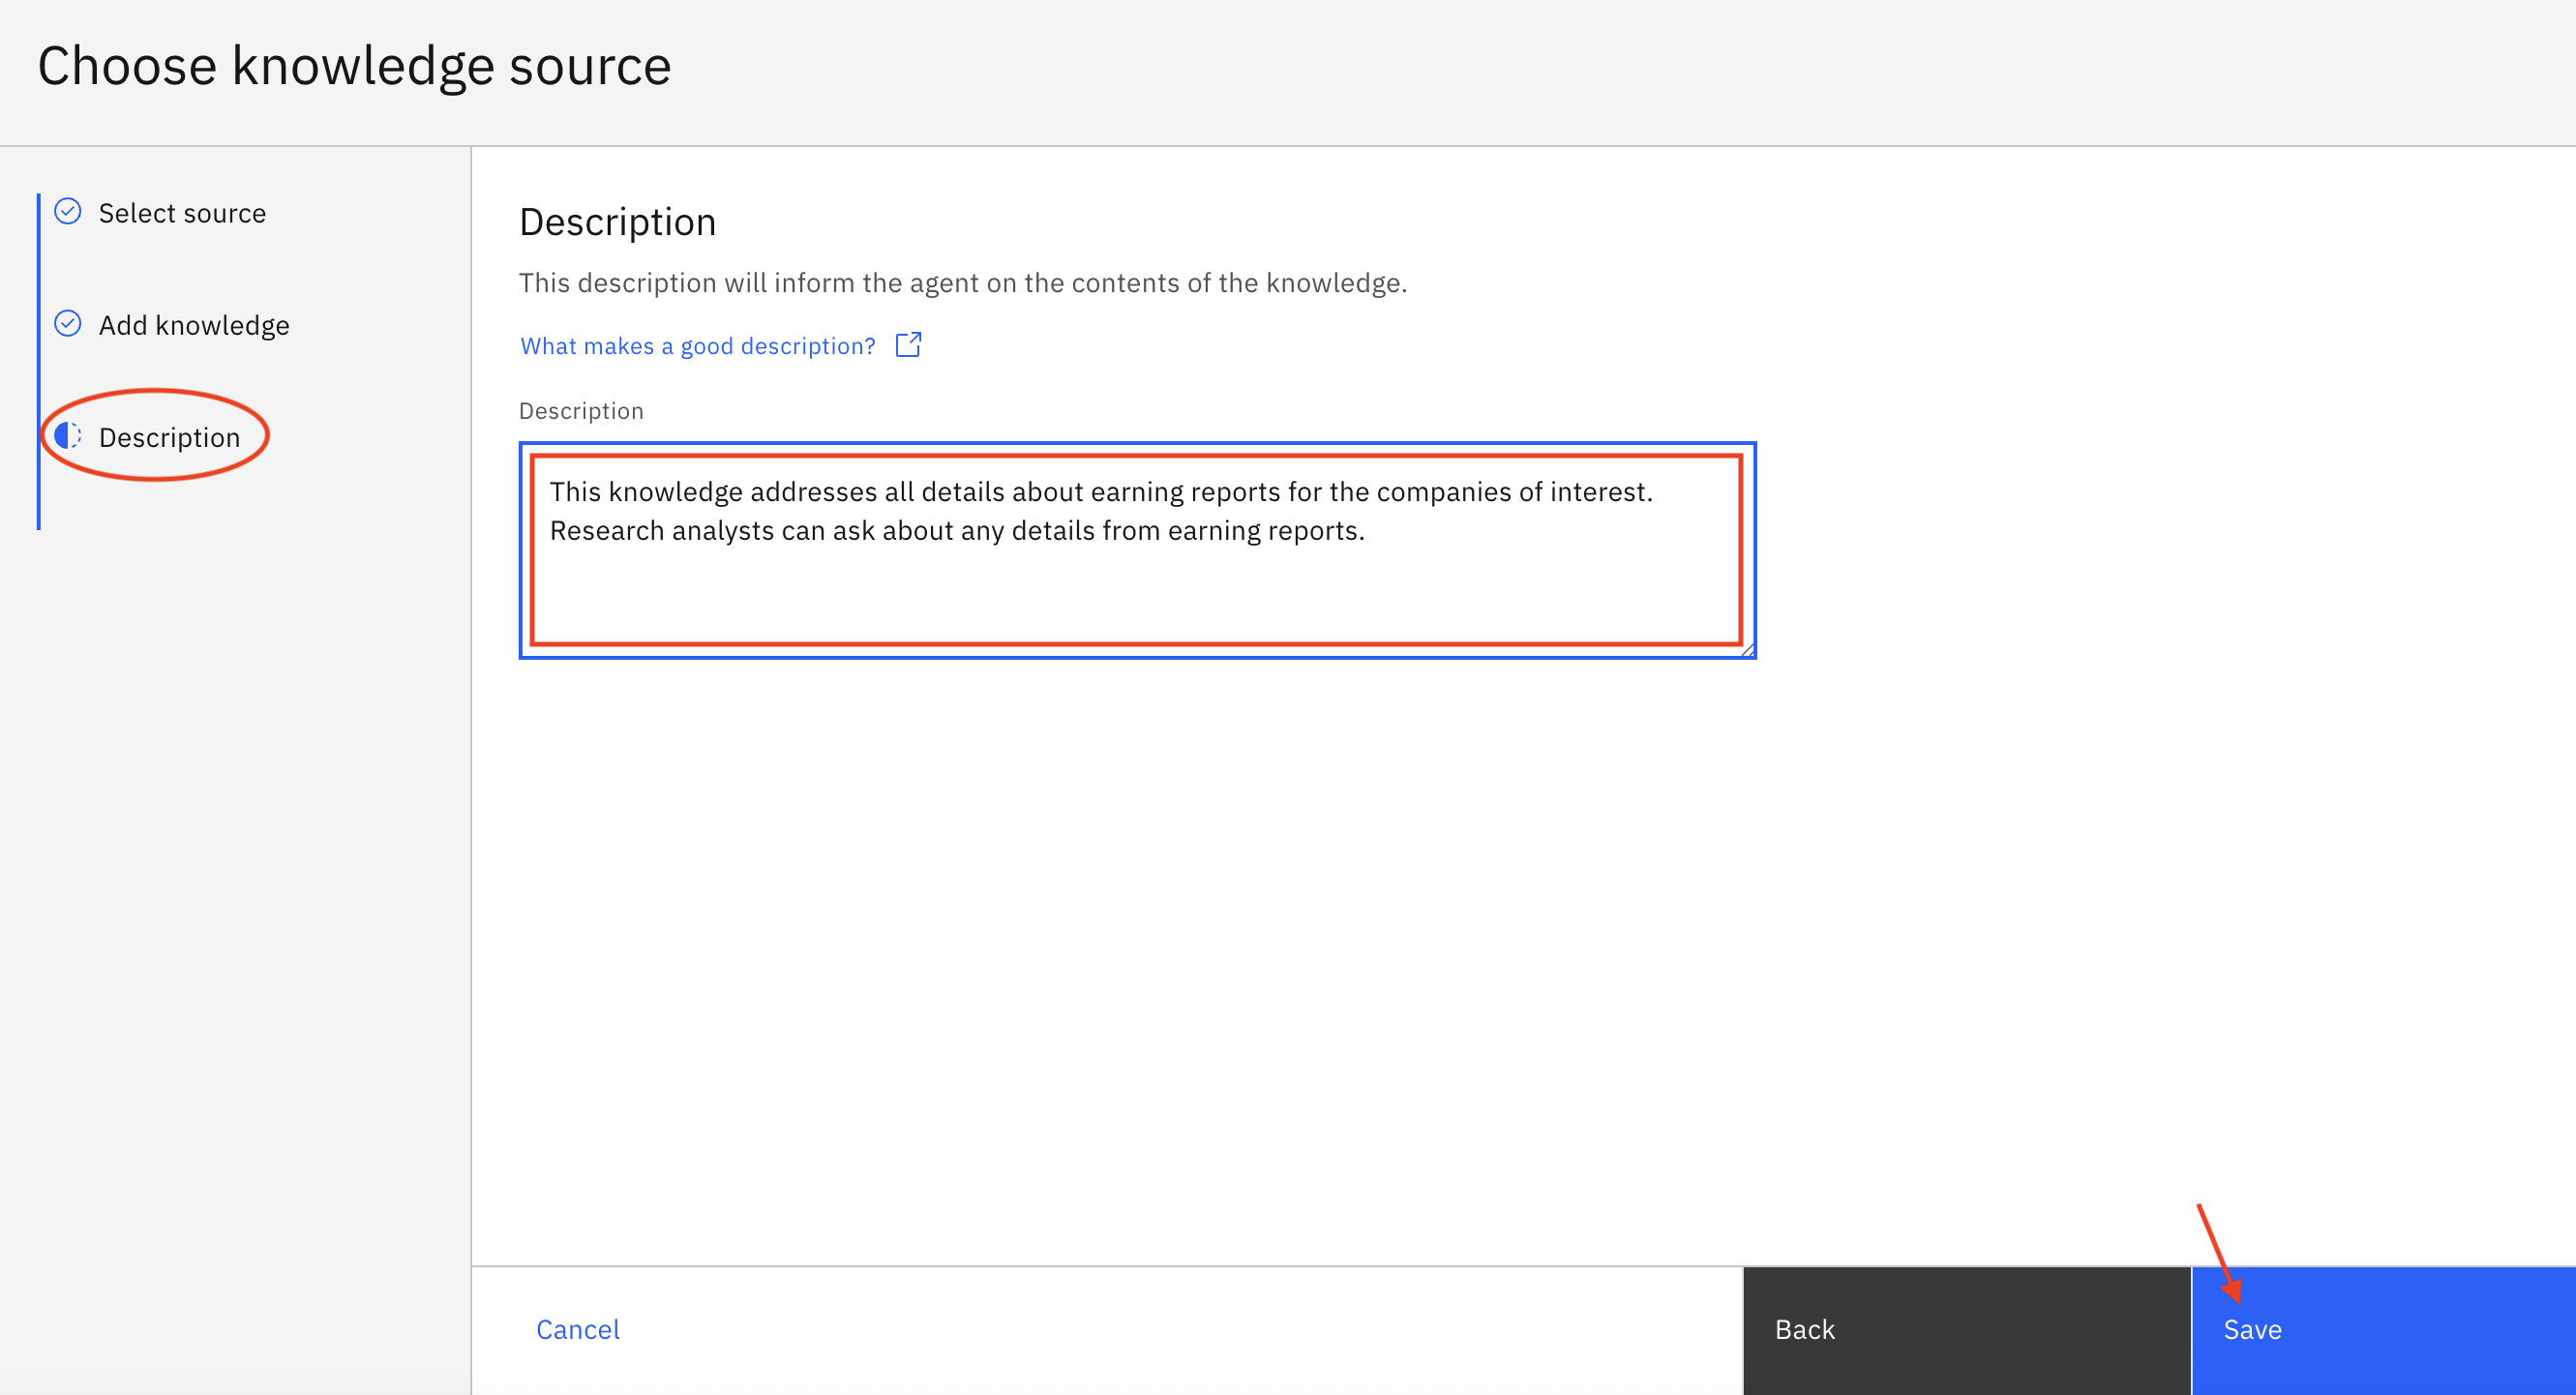 Choose knowledge source
Select source
Add knowledge
Description
Description
This description will inform the agent on the contents of the knowledge.
What makes a good description?
Description
This knowledge addresses all details about earning reports for the companies of interest.
Research analysts can ask about any details from earning reports.
Cancel
Back
Save